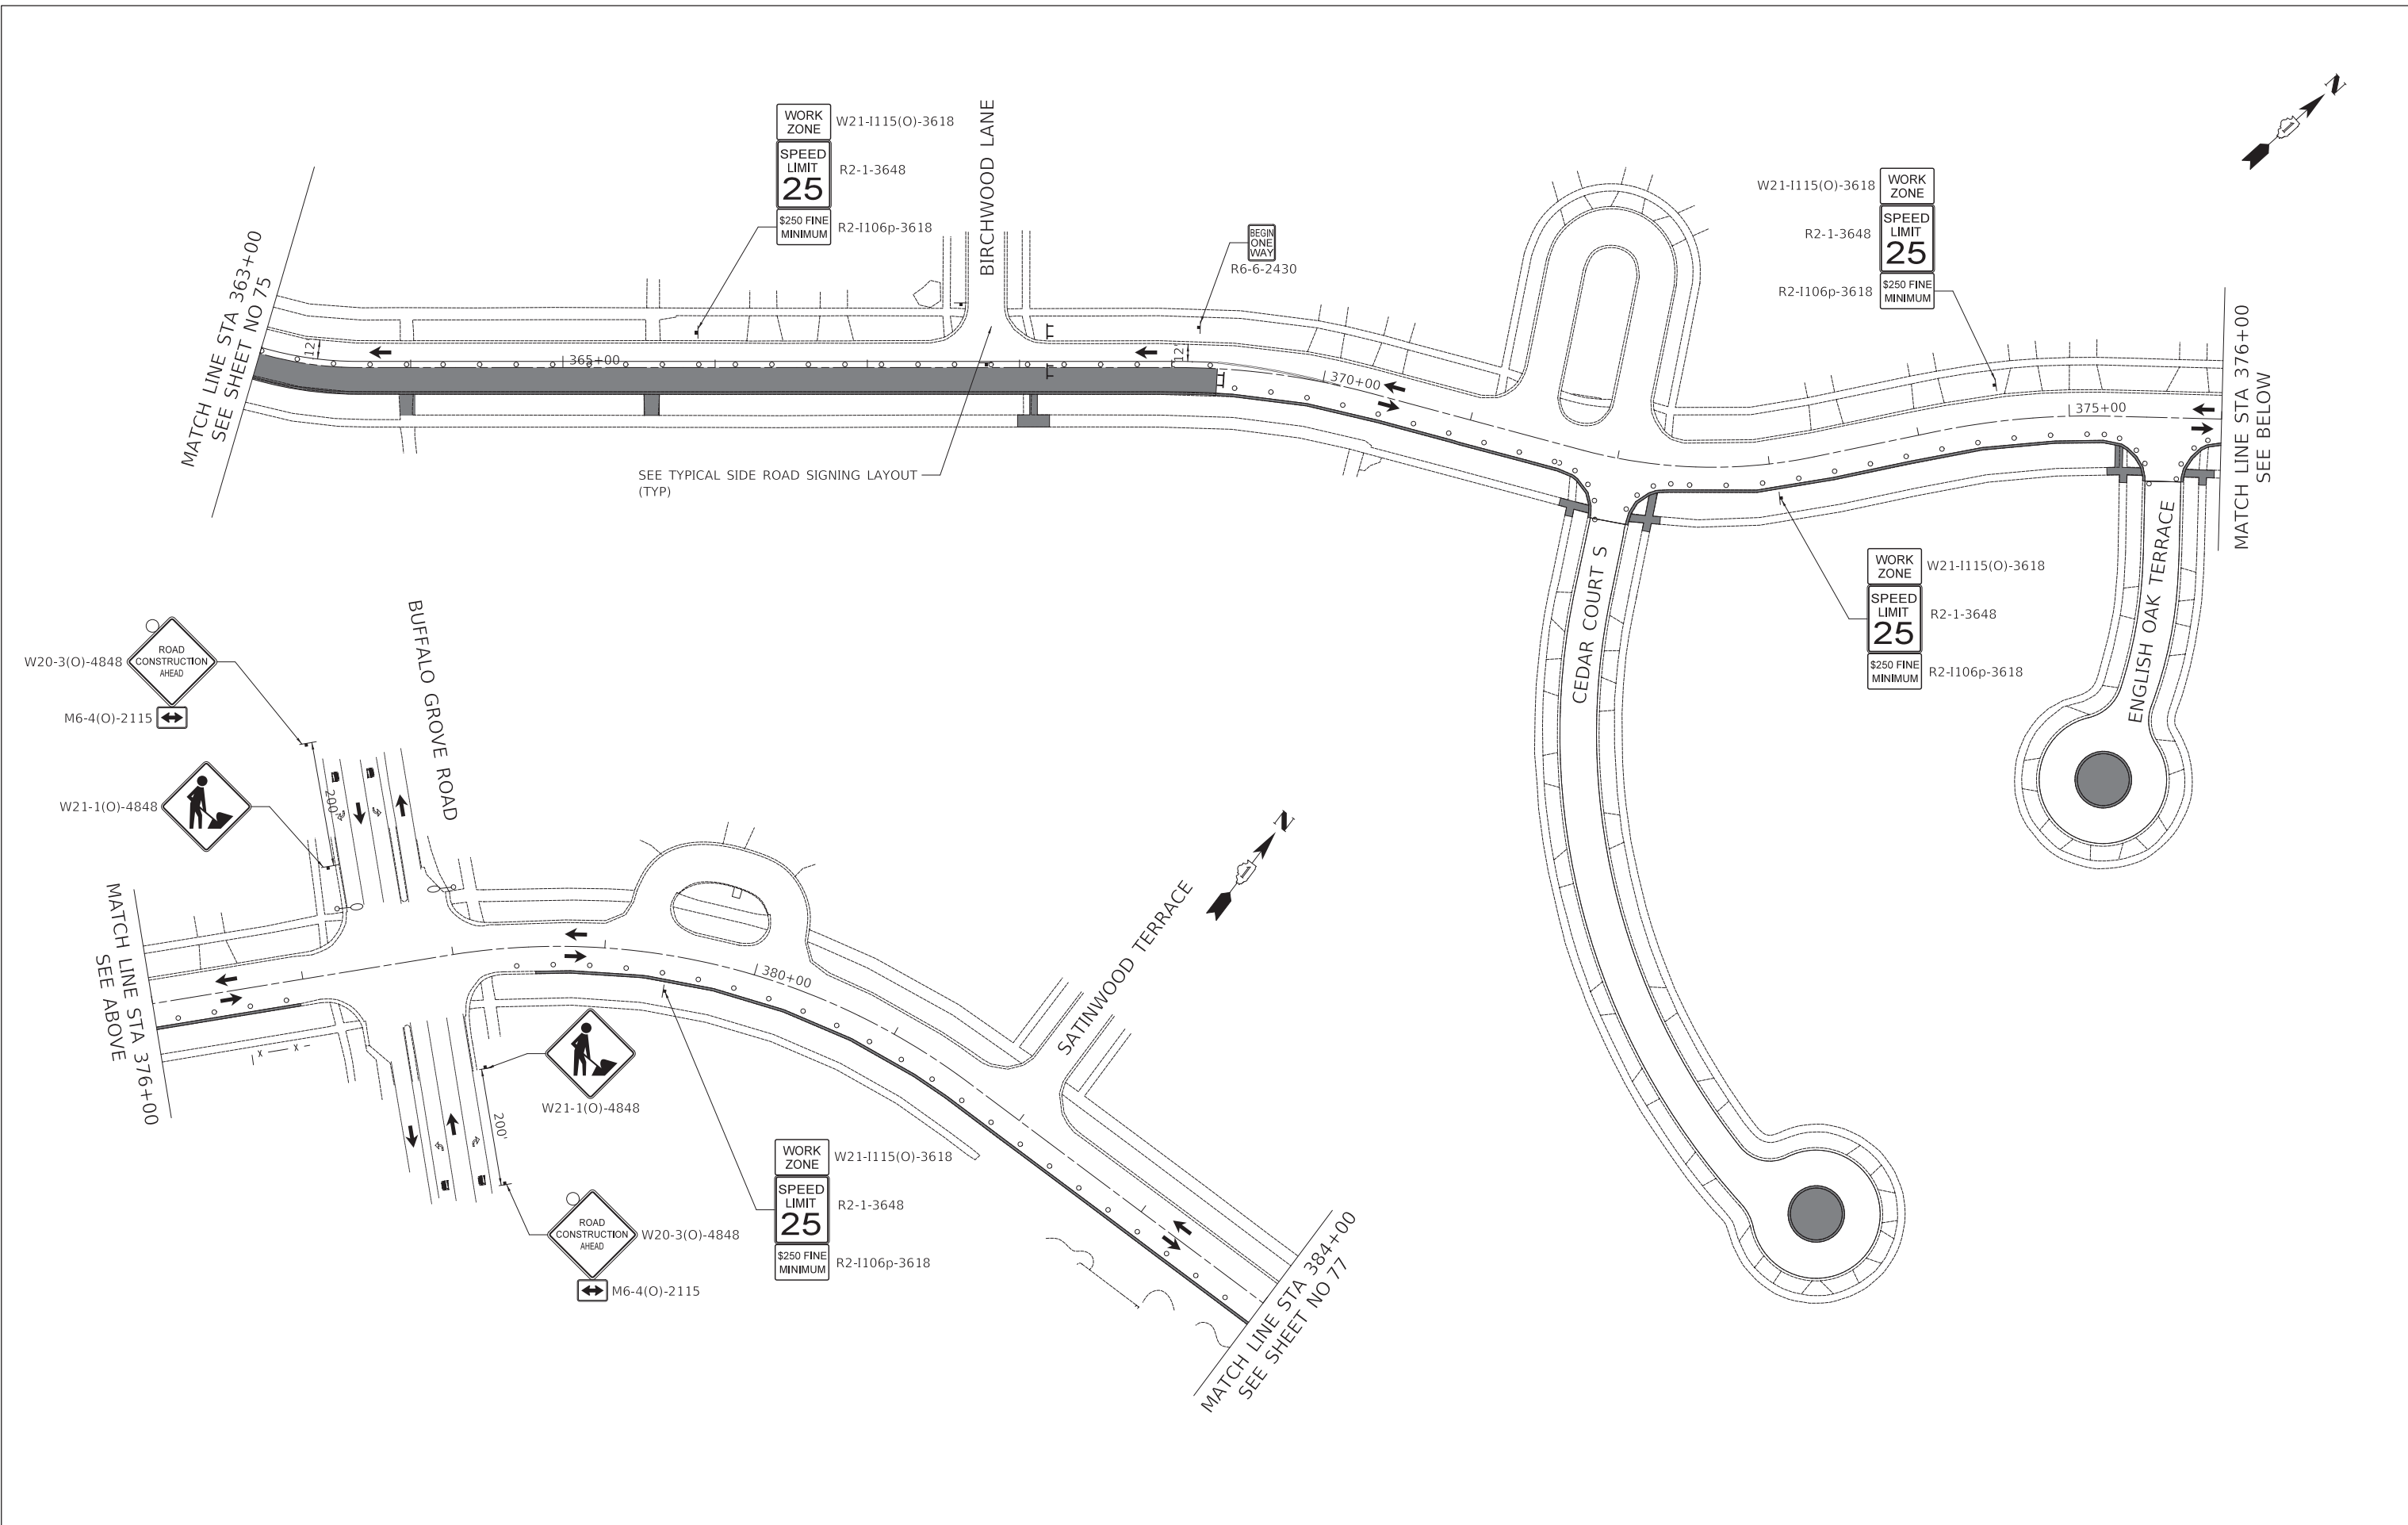 WORK
ZONE
W21-I115(O)-3618
SPEED
LIMIT
25
R2-1-3648
$250 FINE
MINIMUM
R2-I106p-3618
BIRCHWOOD LANE
BEGIN
ONE
WAY
R6-6-2430
W21-I115(O)-3618
WORK
ZONE
R2-1-3648
SPEED
LIMIT
25
R2-I106p-3618
$250 FINE
MINIMUM
N
MATCH LINE STA 363+00
SEE SHEET NO 75
12'
365+00
12'
370+00
375+00
MATCH LINE STA 376+00
SEE BELOW
SEE TYPICAL SIDE ROAD SIGNING LAYOUT
(TYP)
CEDAR COURT S
WORK
ZONE
W21-I115(O)-3618
SPEED
LIMIT
25
R2-1-3648
$250 FINE
MINIMUM
R2-I106p-3618
ENGLISH OAK TERRACE
W20-3(O)-4848
ROAD
CONSTRUCTION
AHEAD
M6-4(O)-2115
W21-1(O)-4848
200'
BUFFALO GROVE ROAD
MATCH LINE STA 376+00
SEE ABOVE
X
X
380+00
N
SATINWOOD TERRACE
W21-1(O)-4848
200'
ROAD
CONSTRUCTION
AHEAD
W20-3(O)-4848
M6-4(O)-2115
WORK
ZONE
W21-I115(O)-3618
SPEED
LIMIT
25
R2-1-3648
$250 FINE
MINIMUM
R2-I106p-3618
MATCH LINE STA 384+00
SEE SHEET NO 77